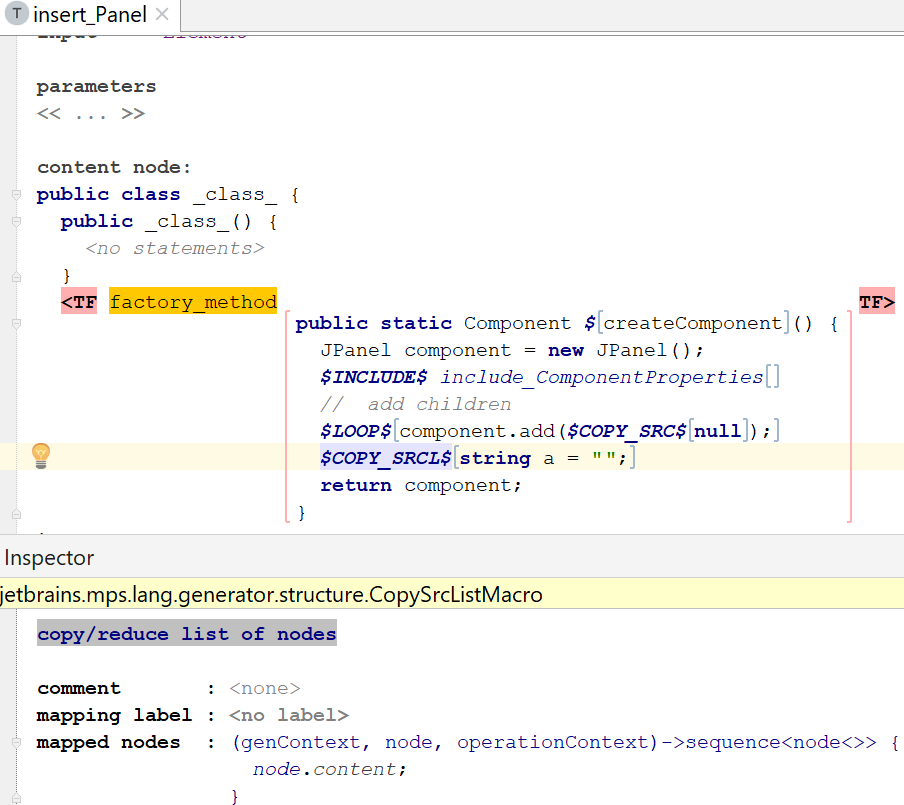 T insert_Panel ×
parameters
<< ... >>
content node:
public class _class_ {
public _class_() {
<no statements>
}
<TF factory_method TF>
public static Component $[createComponent]() {
JPanel component = new JPanel();
$INCLUDE$ include_ComponentProperties[]
// add children
$LOOP$[component.add($COPY_SRC$[null]);]
$COPY_SRCL$[string a = "";]
return component;
}
Inspector
jetbrains.mps.lang.generator.structure.CopySrcListMacro
copy/reduce list of nodes
comment : <none>
mapping label : <no label>
mapped nodes : (genContext, node, operationContext)->sequence<node<>> {
node.content;
}